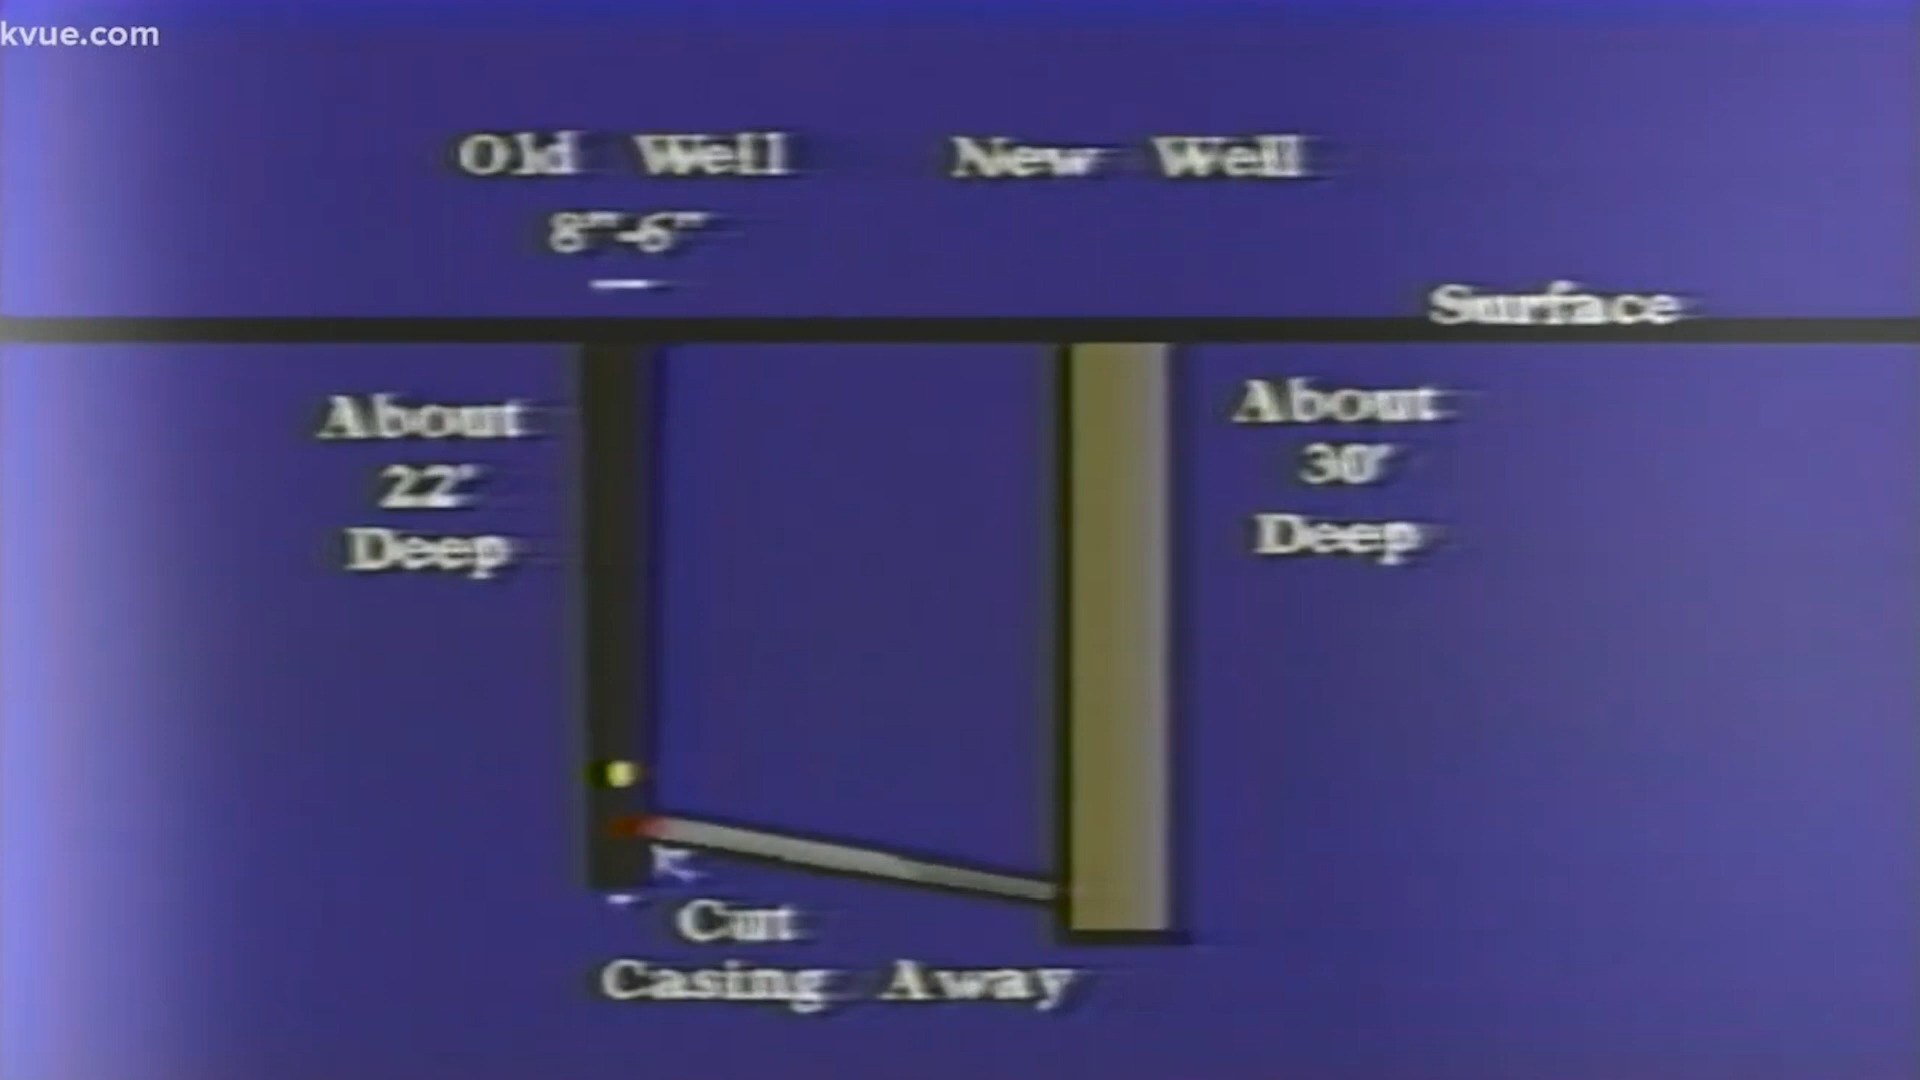 kvue.com
Old Well
8"-6"
New Well
Surface
About
22'
Deep
About
30'
Deep
Cut
Casing Away